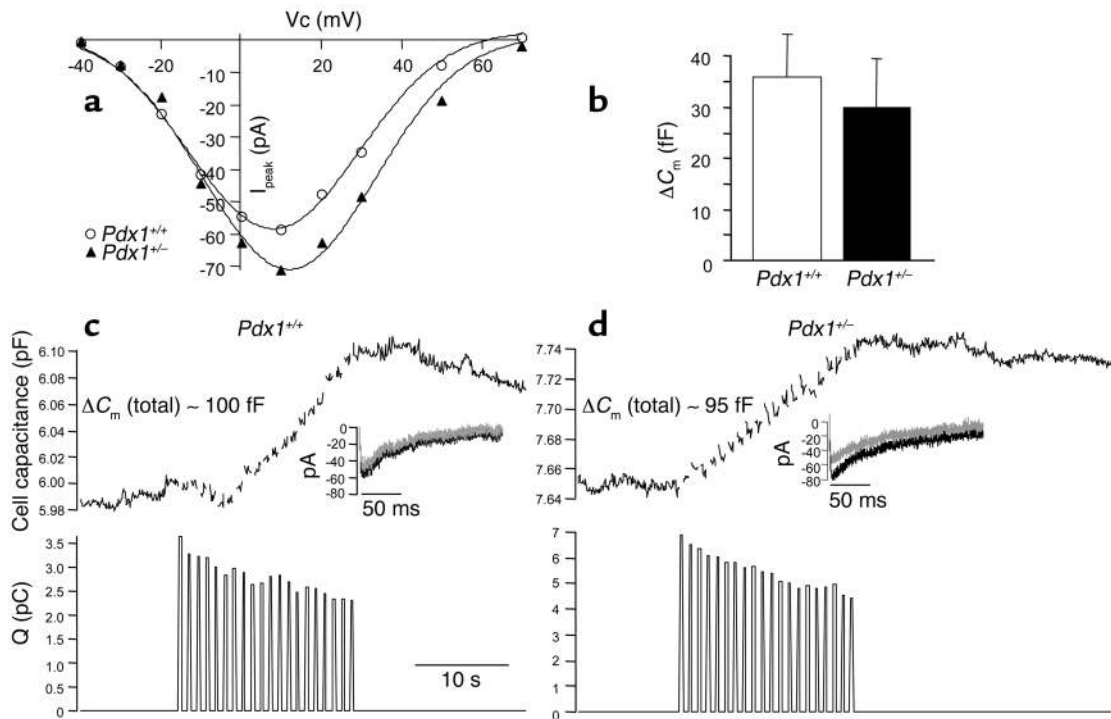 Vc (mV)
-40 -20 20 40 60
-10
-20
-30
-40
-50
-60
-70
I peak (pA)
a
Pdx1+/+
Pdx1+/–
b
ΔCm (fF)
40
30
35
10
0
Pdx1+/+ Pdx1+/–
c
Pdx1+/+
Cell capacitance (pF)
6.10
6.08
6.06
6.04
6.02
6.00
5.98
ΔCm (total) ~ 100 fF
pA
0
-20
-40
-60
-80
50 ms
Q (pC)
3.5
3.0
2.5
2.0
1.5
1.0
0.5
0
10 s
d
Pdx1+/–
7.74
7.72
7.70
7.68
7.66
7.64
ΔCm (total) ~ 95 fF
pA
0
-20
-40
-60
-80
50 ms
7
6
5
4
3
2
1
0